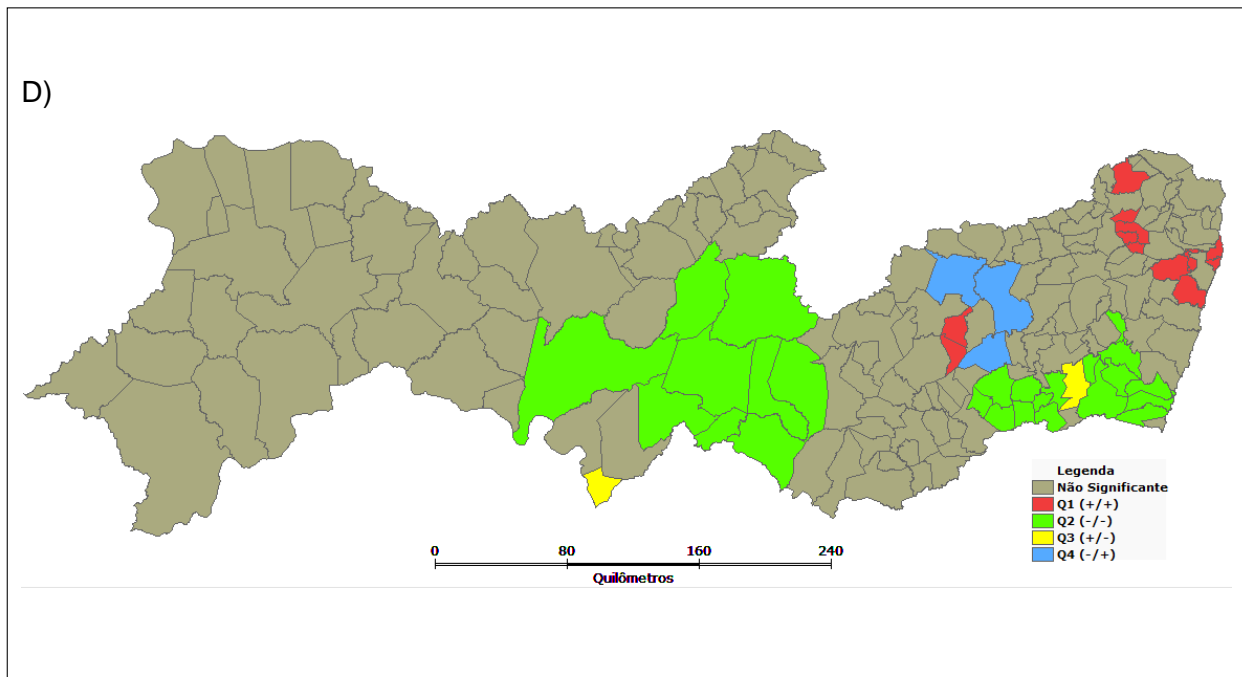 D)
Legenda
Não Significante
Q1 (+/+)
Q2 (-/-)
Q3 (+/-)
Q4 (-/+)
0 80 160 240
Quilômetros